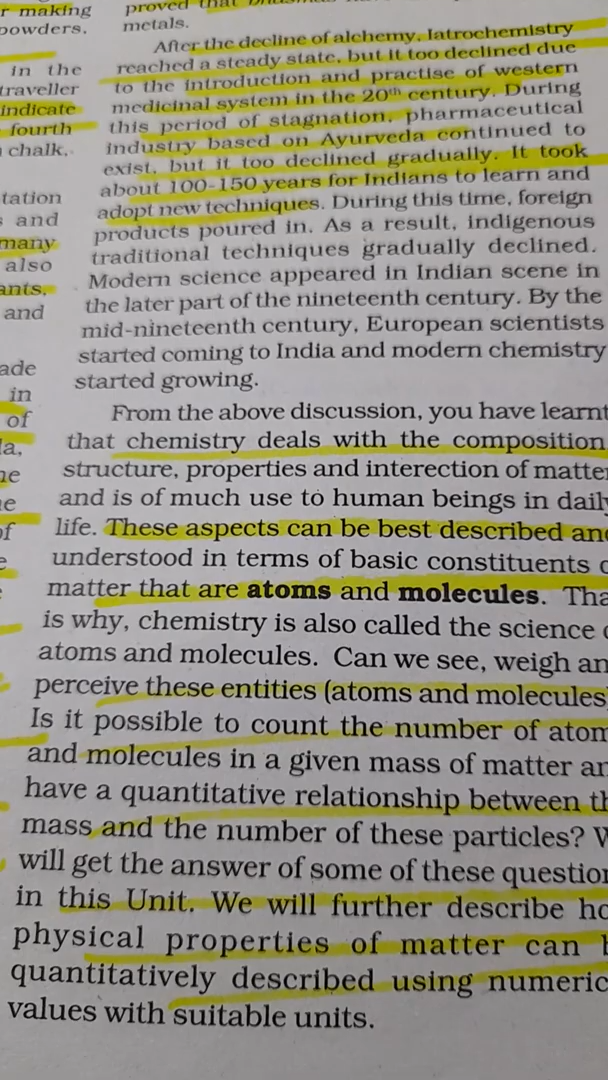 r making
powders.
in the
traveller
indicate
fourth
chalk,
tation
s and
many
also
ants,
and
ade
in
of
la,
ne
e
of
e
proved that
metals.
After the decline of alchemy, Iatrochemistry
reached a steady state, but it too declined due
to the introduction and practise of western
medicinal system in the 20th century. During
this period of stagnation, pharmaceutical
industry based on Ayurveda continued to
exist, but it too declined gradually. It took
about 100-150 years for Indians to learn and
adopt new techniques. During this time, foreign
products poured in. As a result, indigenous
traditional techniques gradually declined.
Modern science appeared in Indian scene in
the later part of the nineteenth century. By the
mid-nineteenth century, European scientists
started coming to India and modern chemistry
started growing.
From the above discussion, you have learnt
that chemistry deals with the composition
structure, properties and interection of matter
and is of much use to human beings in daily
life. These aspects can be best described and
understood in terms of basic constituents o
matter that are atoms and molecules. Tha
is why, chemistry is also called the science o
atoms and molecules. Can we see, weigh an
perceive these entities (atoms and molecules)
Is it possible to count the number of atom
and molecules in a given mass of matter an
have a quantitative relationship between th
mass and the number of these particles? W
will get the answer of some of these question
in this Unit. We will further describe ho
physical properties of matter can b
quantitatively described using numeric
values with suitable units.